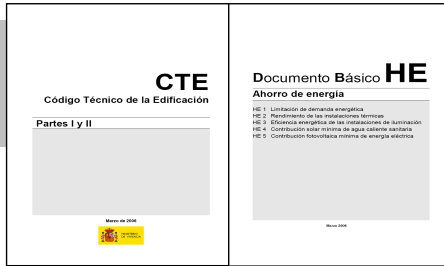 CTE
Código Técnico de la Edificación
Partes I y II
Marzo de 2006
MINISTERIO
DE VIVIENDA
Documento Básico HE
Ahorro de energía
HE 1 Limitación de demanda energética
HE 2 Rendimiento de las instalaciones térmicas
HE 3 Eficiencia energética de las instalaciones de iluminación
HE 4 Contribución solar mínima de agua caliente sanitaria
HE 5 Contribución fotovoltaica mínima de energía eléctrica
Marzo 2006